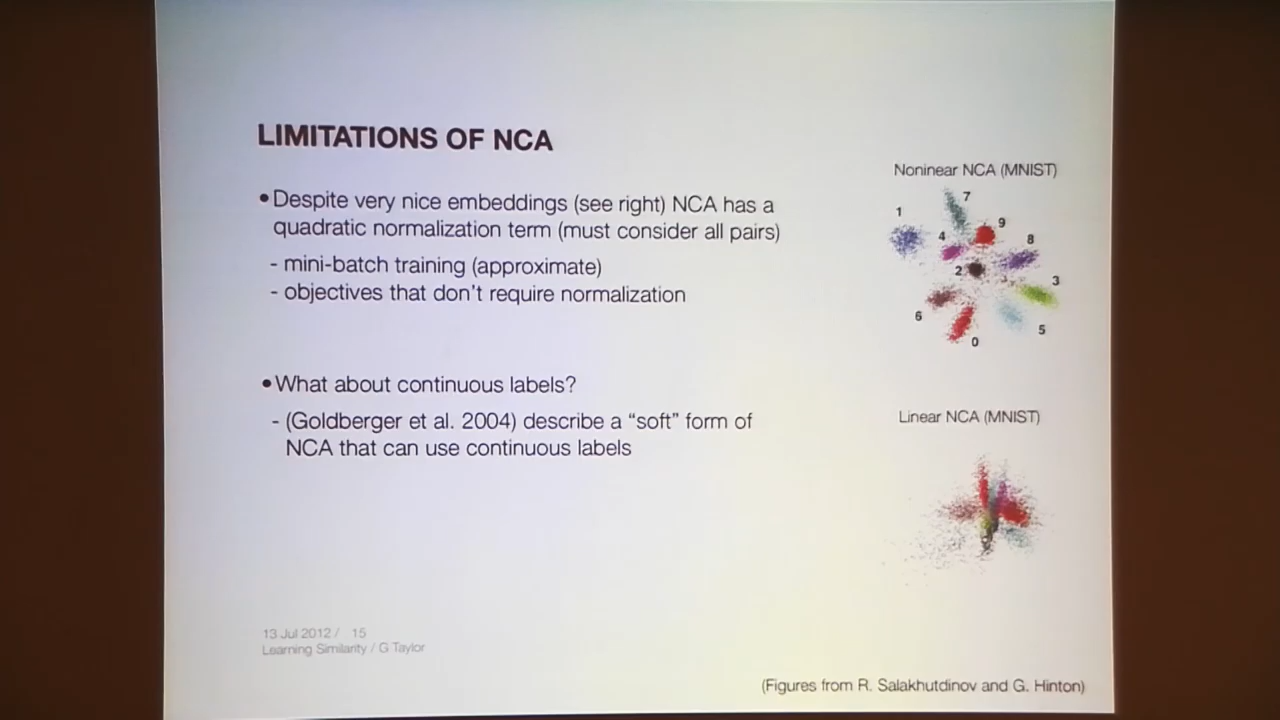 LIMITATIONS OF NCA
•Despite very nice embeddings (see right) NCA has a
quadratic normalization term (must consider all pairs)
- mini-batch training (approximate)
- objectives that don't require normalization
•What about continuous labels?
- (Goldberger et al. 2004) describe a "soft" form of
NCA that can use continuous labels
Noninear NCA (MNIST)
7
1
9
4
8
2
3
6
5
0
Linear NCA (MNIST)
13 Jul 2012 / 15
Learning Similarity / G Taylor
(Figures from R. Salakhutdinov and G. Hinton)